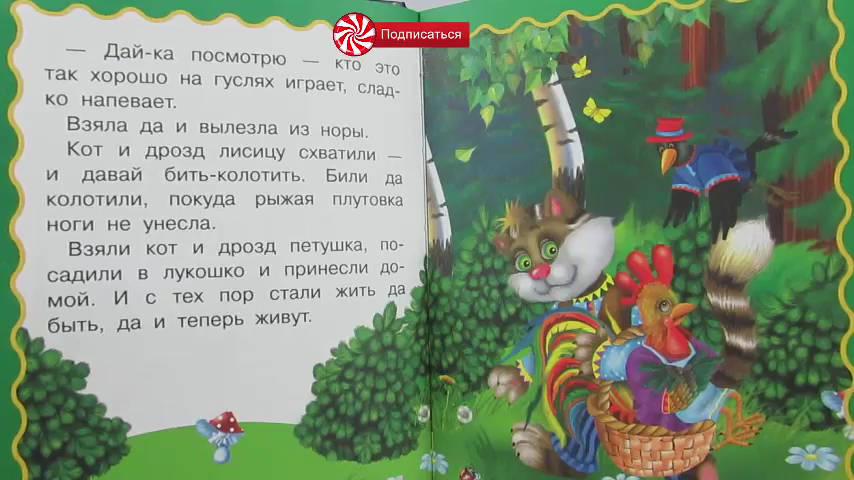 Подписаться
— Дай-ка посмотрю — кто это
так хорошо на гуслях играет, слад-
ко напевает.
Взяла да и вылезла из норы.
Кот и дрозд лисицу схватили —
и давай бить-колотить. Били да
колотили, покуда рыжая плутовка
ноги не унесла.
Взяли кот и дрозд петушка, по-
садили в лукошко и принесли до-
мой. И с тех пор стали жить да
быть, да и теперь живут.